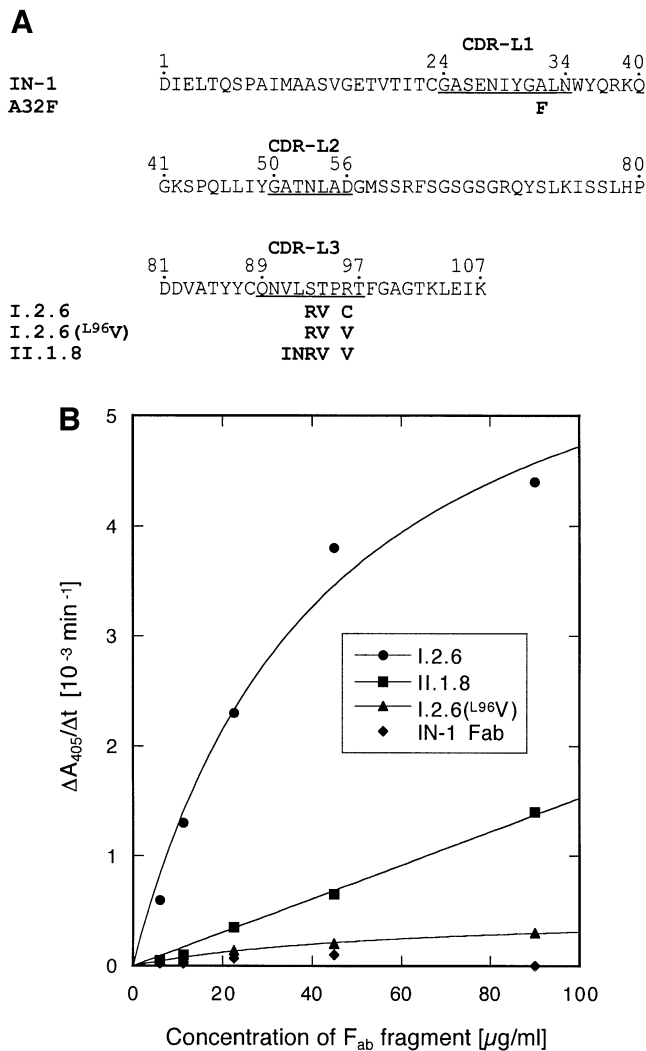 A
CDR-L1
1 24 34 40
IN-1 DIELTQSPAIMAASVGETVTITCGASENIYGALNWYQRKQ
A32F F
CDR-L2
41 50 56 80
GKSPQLLIYGATNLADGMSSRFSGSGSGRQYSLKISSLHP
CDR-L3
81 89 97 107
DDVATYYCQNVLSTPRTFGAGTKLEIK
I.2.6 RV C
I.2.6(L96V) RV V
II.1.8 INRV V
B
5
4
3
2
1
0
ΔA405/Δt [10-3 min-1]
I.2.6
II.1.8
I.2.6(L96V)
IN-1 Fab
0 20 40 60 80 100
Concentration of Fab fragment [µg/ml]